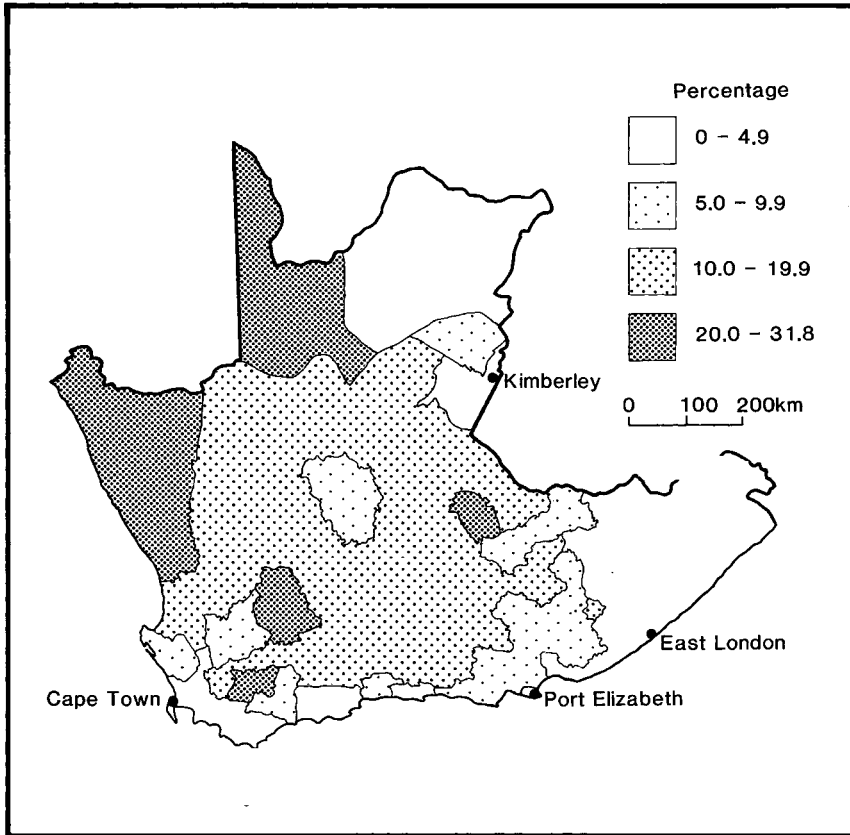 Percentage
0 – 4.9
5.0 – 9.9
10.0 – 19.9
20.0 – 31.8
0 100 200km
Kimberley
East London
Port Elizabeth
Cape Town